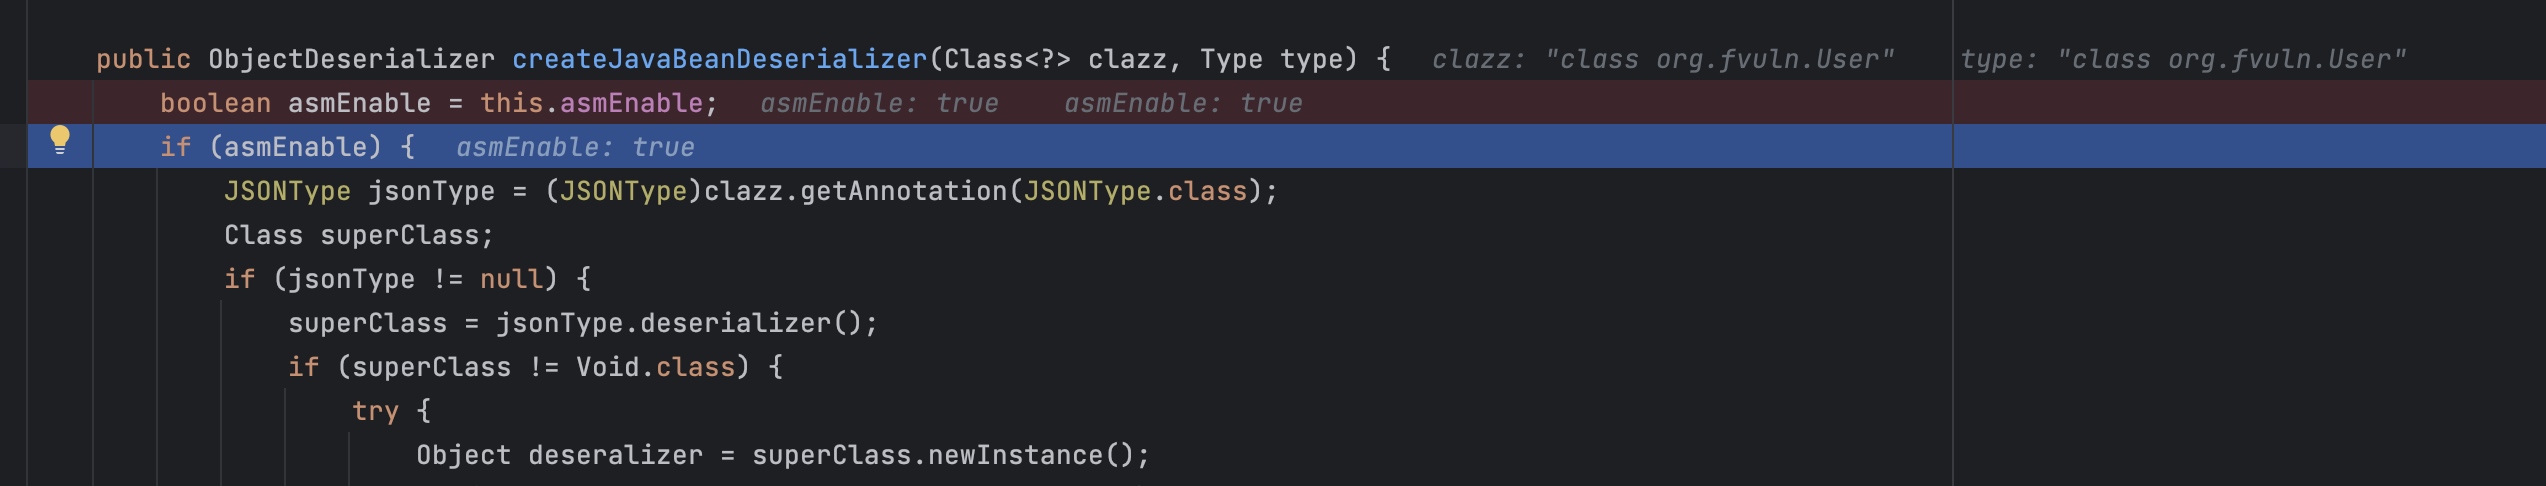 public ObjectDeserializer createJavaBeanDeserializer(Class<?> clazz, Type type) { clazz: "class org.fvuln.User" type: "class org.fvuln.User"
boolean asmEnable = this.asmEnable; asmEnable: true asmEnable: true
if (asmEnable) { asmEnable: true
JSONType jsonType = (JSONType)clazz.getAnnotation(JSONType.class);
Class superClass;
if (jsonType != null) {
superClass = jsonType.deserializer();
if (superClass != Void.class) {
try {
Object deseralizer = superClass.newInstance();